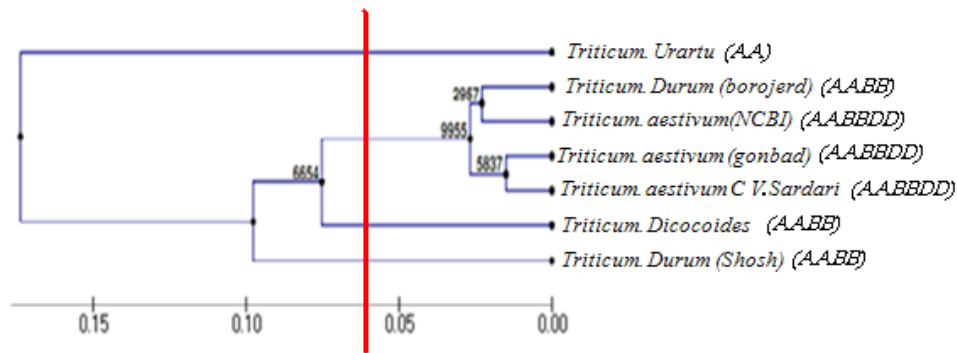 Triticum. Urartu (AA)
Triticum. Durum (borojerd) (AABB)
2967
Triticum. aestivum(NCBI) (AABBDD)
9955
Triticum. aestivum (gonbad) (AABBDD)
5837
6654
Triticum. aestivum C V.Sardari (AABBDD)
Triticum. Dicocoides (AABB)
Triticum. Durum (Shosh) (AABB)
0.15 0.10 0.05 0.00